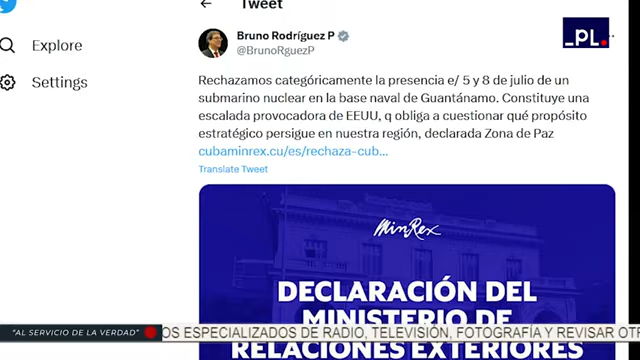 Tweet
Explore
Settings
Bruno Rodríguez P
@BrunoRguezP
_PL.
Rechazamos categóricamente la presencia e/ 5 y 8 de julio de un
submarino nuclear en la base naval de Guantánamo. Constituye una
escalada provocadora de EEUU, q obliga a cuestionar qué propósito
estratégico persigue en nuestra región, declarada Zona de Paz
cubaminrex.cu/es/rechaza-cub...
Translate Tweet
MinRex
DECLARACIÓN DEL
MINISTERIO DE
RELACIONES EXTERIORES
"AL SERVICIO DE LA VERDAD"
OS ESPECIALIZADOS DE RADIO, TELEVISIÓN, FOTOGRAFÍA Y REVISAR OTR